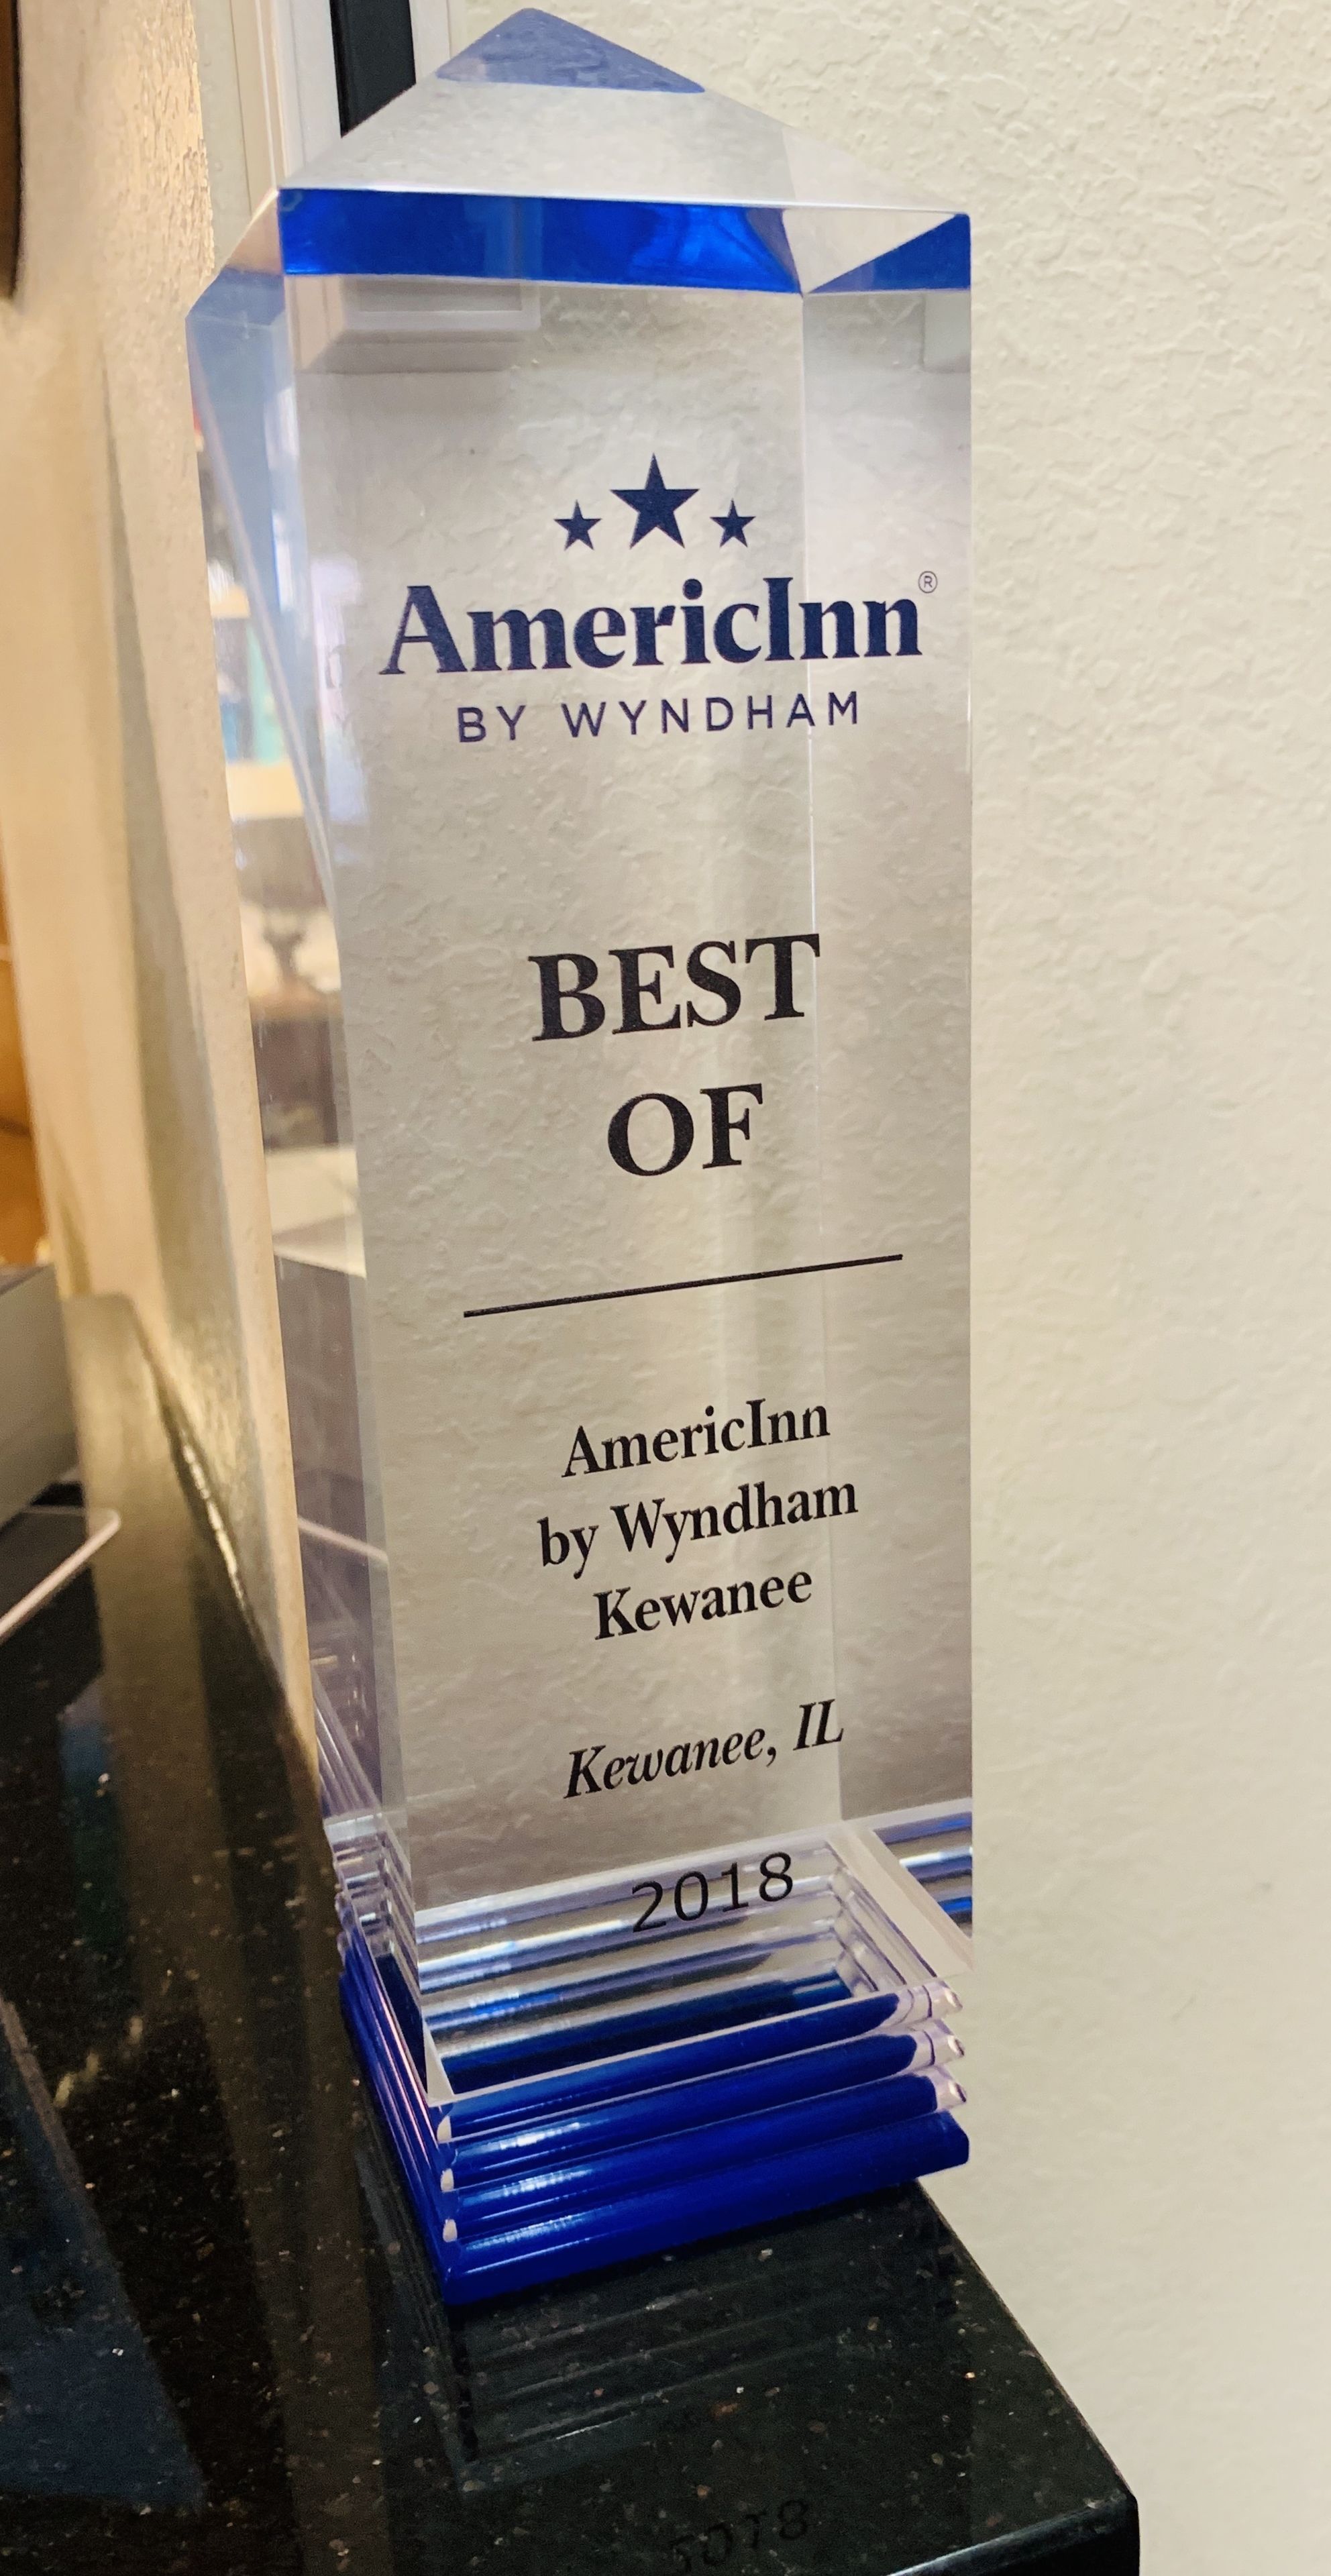 AmericInn®
BY WYNDHAM
BEST
OF
AmericInn
by Wyndham
Kewanee
Kewanee, IL
2018